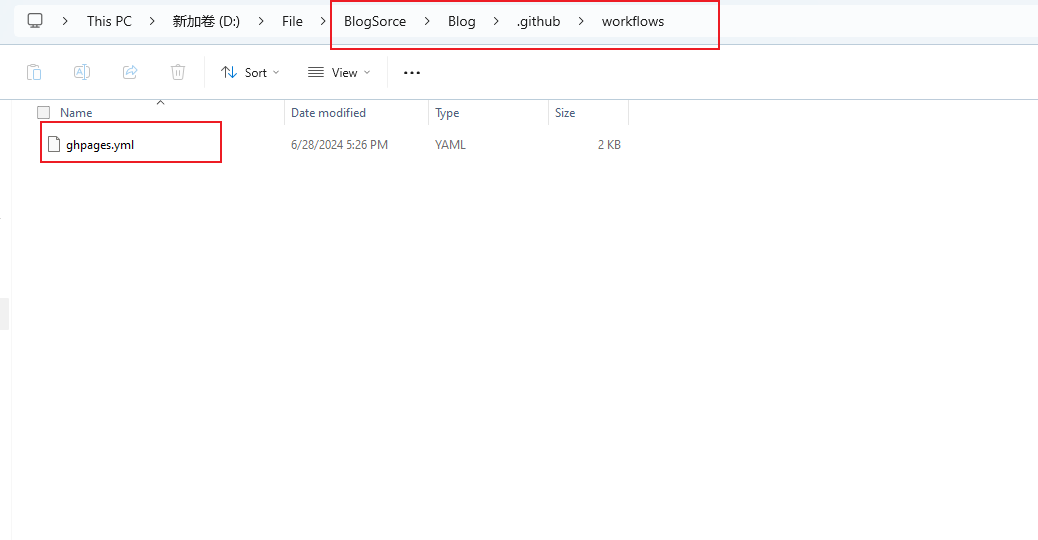 This PC 新加卷 (D:) File BlogSorce Blog .github workflows
Sort View
Name Date modified Type Size
ghpages.yml 6/28/2024 5:26 PM YAML 2 KB